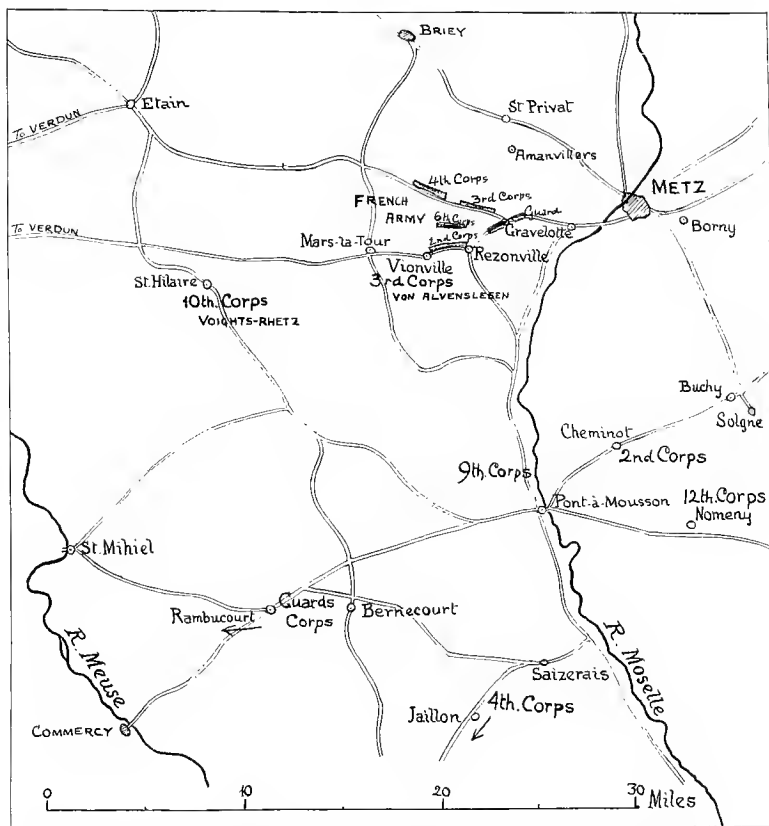 BRIEY
Etain
To VERDUN
St Privat
Amanvillers
METZ
4th Corps
3rd Corps
FRENCH
ARMY
6th Corps
Guard
Gravelotte
Borny
To VERDUN
Mars-la-Tour
2nd Corps
Vionville
Rezonville
3rd Corps
VON ALVENSLEBEN
St. Hilaire
10th. Corps
VOIGHTS-RHETZ
Buchy
Solgne
Cheminot
2nd Corps
9th. Corps
12th. Corps
Nomeny
Pont-à-Mousson
St. Mihiel
Rambucourt
Guards
Corps
Bernecourt
R. Meuse
R. Moselle
Saizerais
Jaillon
4th. Corps
COMMERCY
0 10 20 30 Miles